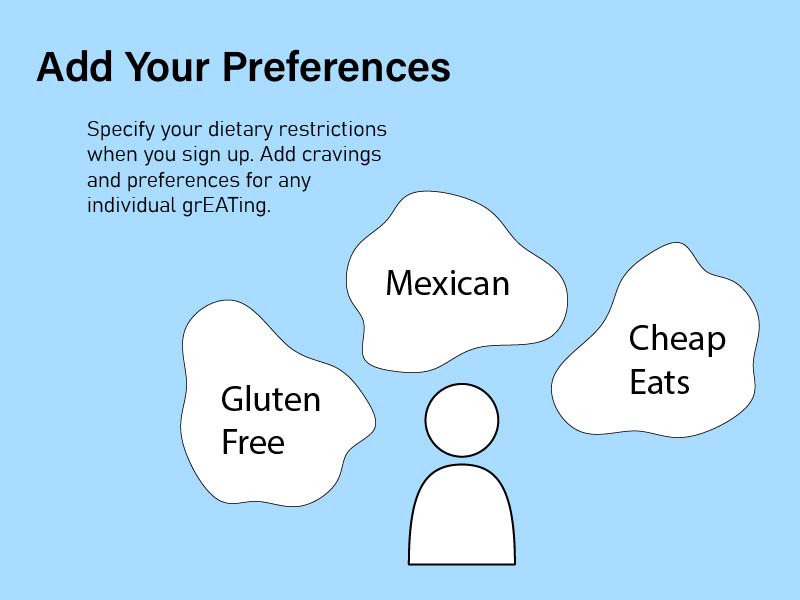 Add Your Preferences
Specify your dietary restrictions
when you sign up. Add cravings
and preferences for any
individual grEATing.
Mexican
Cheap
Eats
Gluten
Free